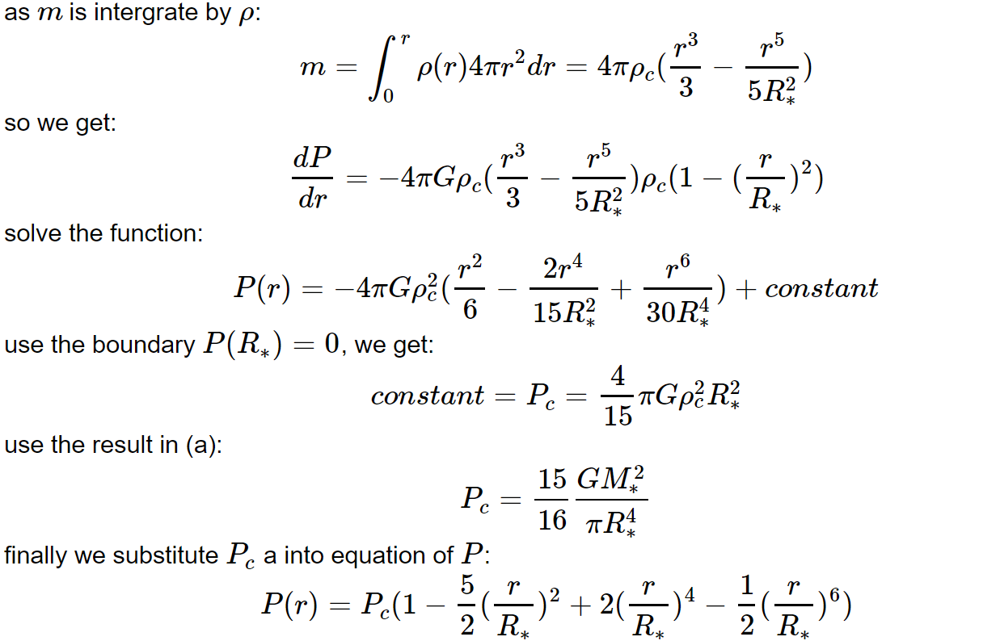 as $m$ is intergrate by $\rho$:
$$m = \int_0^r \rho(r)4\pi r^2 dr = 4\pi\rho_c(\frac{r^3}{3} - \frac{r^5}{5R_*^2})$$
so we get:
$$\frac{dP}{dr} = -4\pi G\rho_c(\frac{r^3}{3} - \frac{r^5}{5R_*^2})\rho_c(1 - (\frac{r}{R_*})^2)$$
solve the function:
$$P(r) = -4\pi G\rho_c^2(\frac{r^2}{6} - \frac{2r^4}{15R_*^2} + \frac{r^6}{30R_*^4}) + constant$$
use the boundary $P(R_*) = 0$, we get:
$$constant = P_c = \frac{4}{15}\pi G\rho_c^2 R_*^2$$
use the result in (a):
$$P_c = \frac{15}{16}\frac{GM_*^2}{\pi R_*^4}$$
finally we substitute $P_c$ a into equation of $P$:
$$P(r) = P_c(1 - \frac{5}{2}(\frac{r}{R_*})^2 + 2(\frac{r}{R_*})^4 - \frac{1}{2}(\frac{r}{R_*})^6)$$